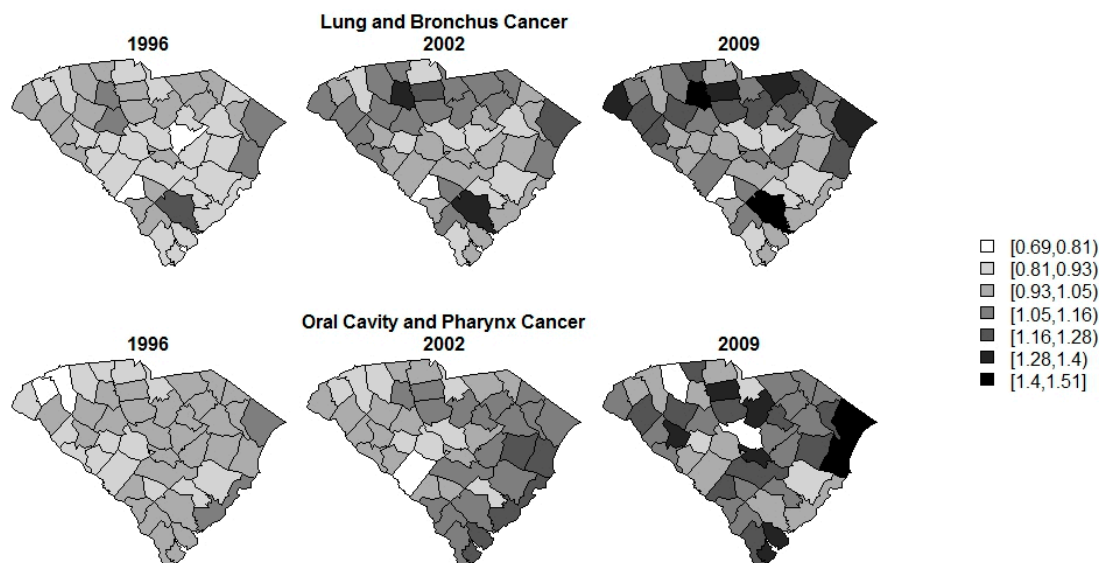 Lung and Bronchus Cancer
1996 2002 2009
[0.69,0.81)
[0.81,0.93)
[0.93,1.05)
[1.05,1.16)
[1.16,1.28)
[1.28,1.4)
[1.4,1.51]
Oral Cavity and Pharynx Cancer
1996 2002 2009